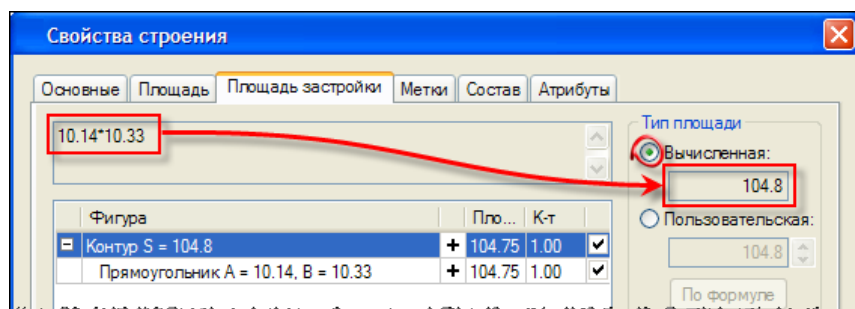 Свойства строения
Основные Площадь Площадь застройки Метки Состав Атрибуты
10.14*10.33
Тип площади
Вычисленная:
104.8
Пользовательская:
104.8
По формуле
Фигура Пло... К-т
Контур S = 104.8 + 104.75 1.00
Прямоугольник A = 10.14, B = 10.33 + 104.75 1.00